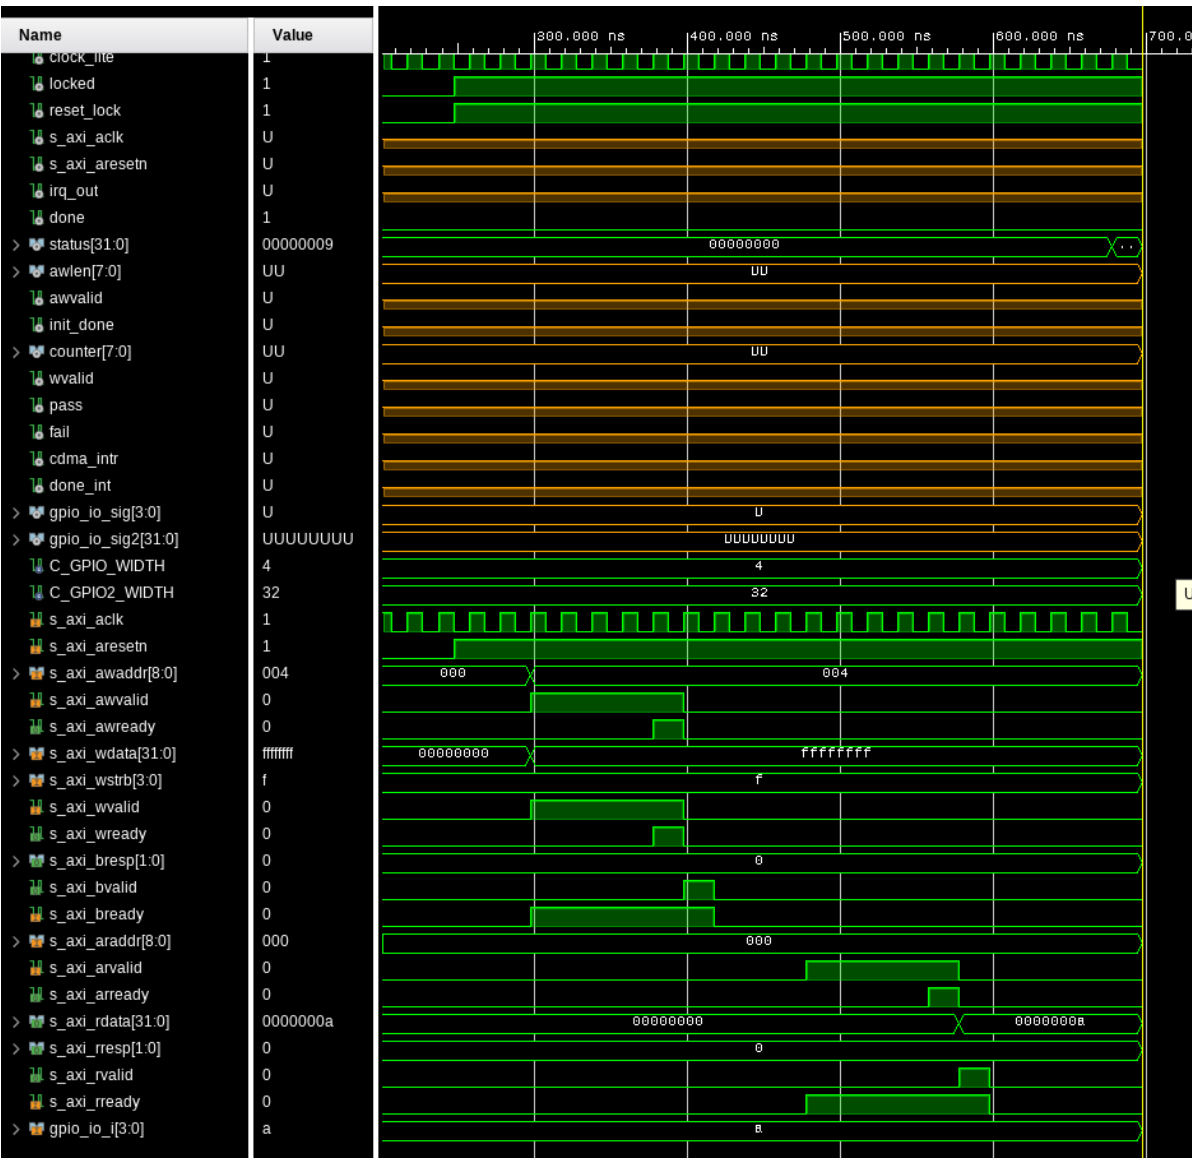 Name Value 300.000 ns 400.000 ns 500.000 ns 600.000 ns 700.0
clock_lite 1
locked 1
reset_lock 1
s_axi_aclk U
s_axi_aresetn U
irq_out U
done 1
status[31:0] 00000009 00000000 ..
awlen[7:0] UU UU
awvalid U
init_done U
counter[7:0] UU UU
wvalid U
pass U
fail U
cdma_intr U
done_int U
gpio_io_sig[3:0] U U
gpio_io_sig2[31:0] UUUUUUUU UUUUUUUU
C_GPIO_WIDTH 4 4
C_GPIO2_WIDTH 32 32
U
s_axi_aclk 1
s_axi_aresetn 1
s_axi_awaddr[8:0] 004 000 004
s_axi_awvalid 0
s_axi_awready 0
s_axi_wdata[31:0] ffffffff 00000000 ffffffff
s_axi_wstrb[3:0] f f
s_axi_wvalid 0
s_axi_wready 0
s_axi_bresp[1:0] 0 0
s_axi_bvalid 0
s_axi_bready 0
s_axi_araddr[8:0] 000 000
s_axi_arvalid 0
s_axi_arready 0
s_axi_rdata[31:0] 0000000a 00000000 0000000a
s_axi_rresp[1:0] 0 0
s_axi_rvalid 0
s_axi_rready 0
gpio_io_i[3:0] a a